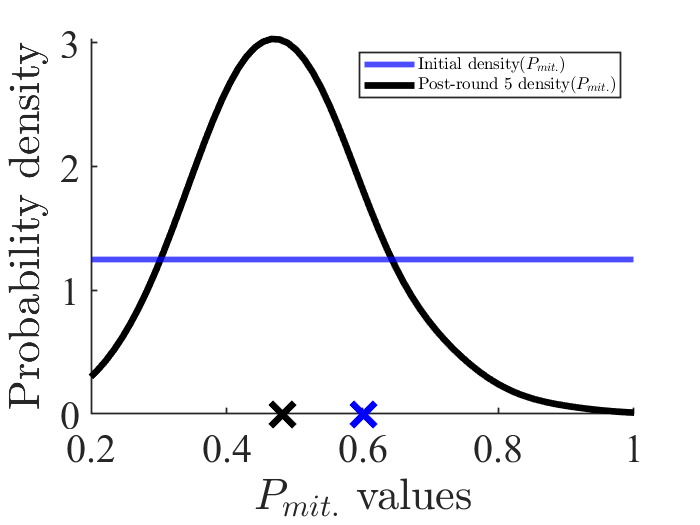 3
2
1
0
Probability density
Initial density(P_mit.)
Post-round 5 density(P_mit.)
0.2 0.4 0.6 0.8 1
P_mit. values